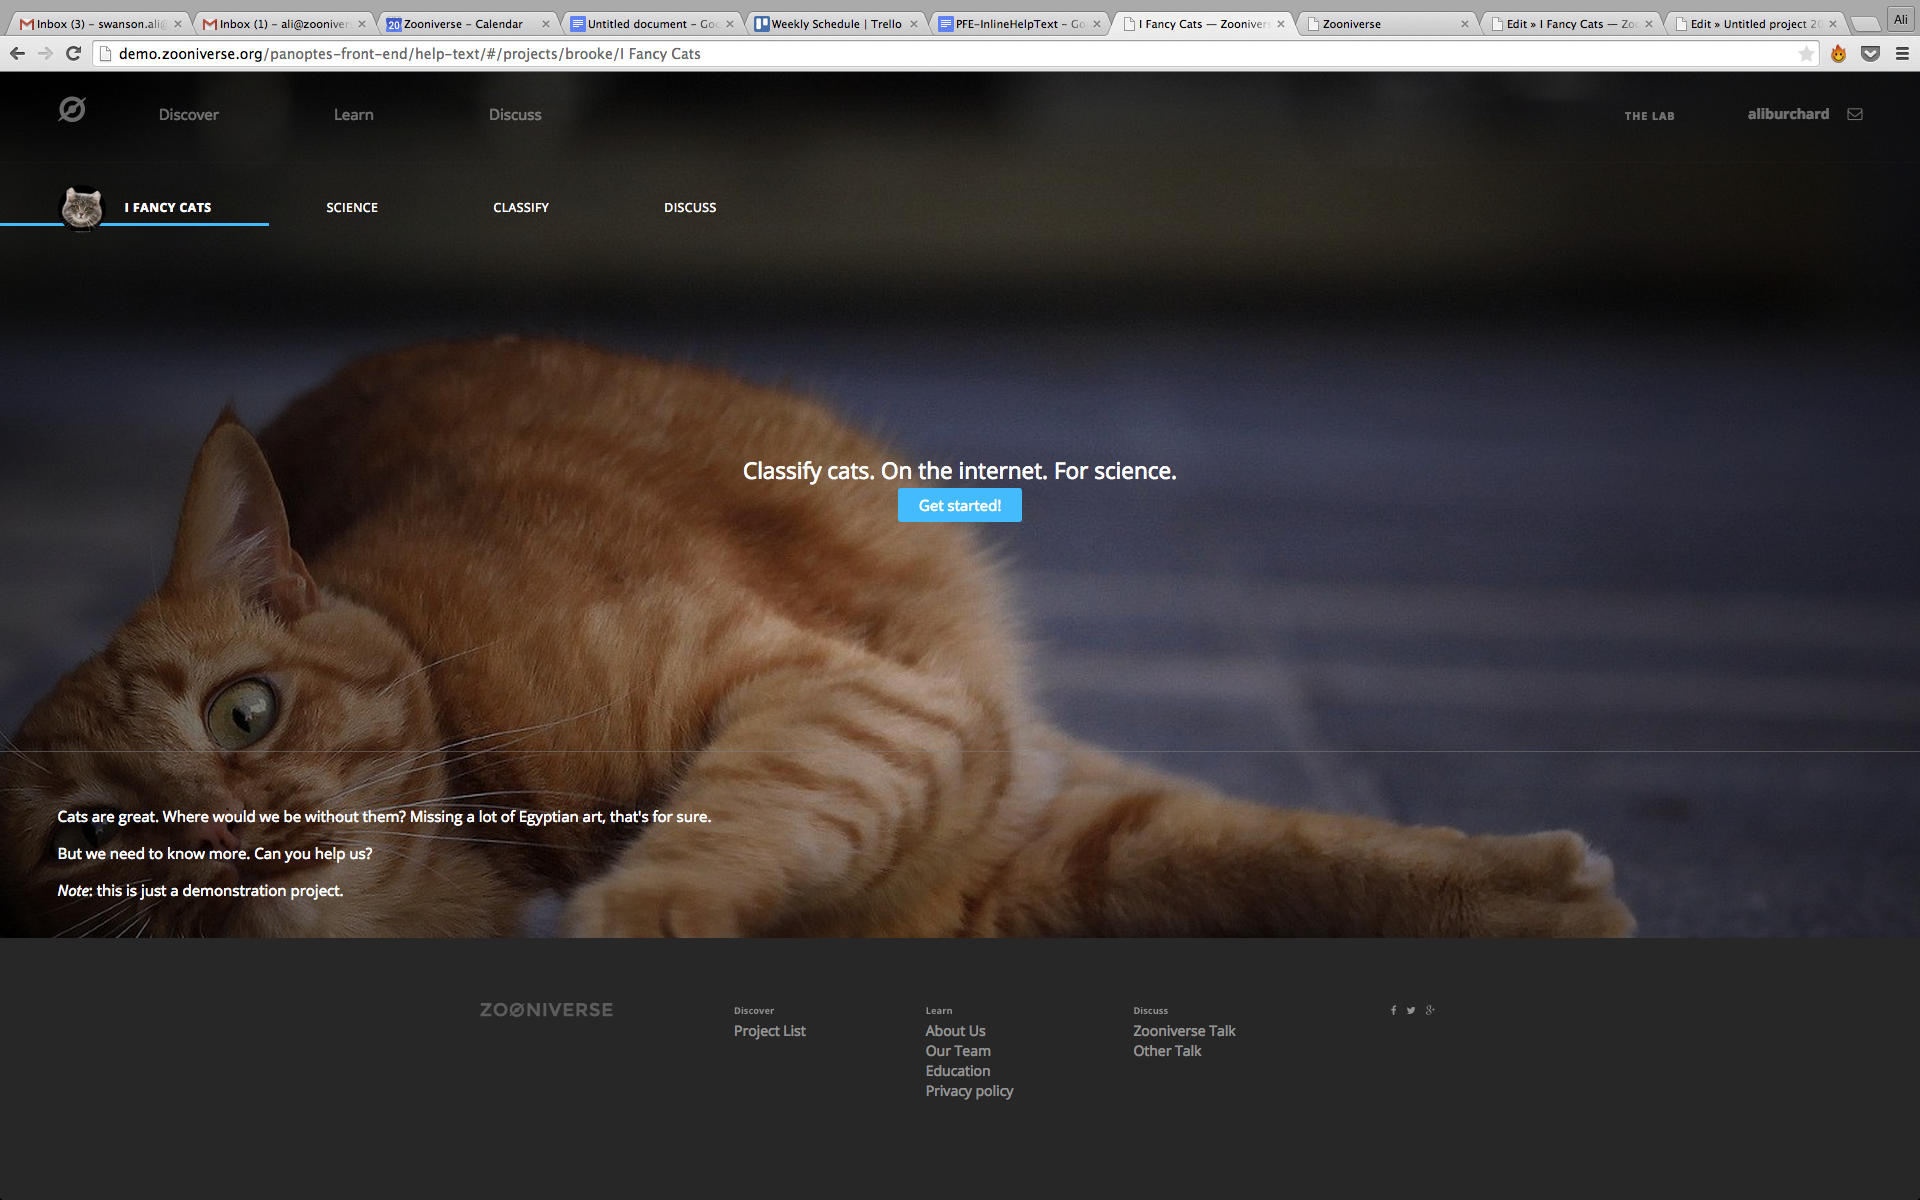 Inbox (3) – swanson.ali@
Inbox (1) – ali@zooniver
20 Zooniverse – Calendar
Untitled document – Goo
Weekly Schedule | Trello
PFE–InlineHelpText – Go
I Fancy Cats — Zooniver
Zooniverse
Edit » I Fancy Cats — Zo
Edit » Untitled project 20
Ali
demo.zooniverse.org/panoptes-front-end/help-text/#/projects/brooke/I Fancy Cats
Discover
Learn
Discuss
THE LAB
aliburchard
I FANCY CATS
SCIENCE
CLASSIFY
DISCUSS
Classify cats. On the internet. For science.
Get started!
Cats are great. Where would we be without them? Missing a lot of Egyptian art, that's for sure.
But we need to know more. Can you help us?
Note: this is just a demonstration project.
ZOONIVERSE
Discover
Project List
Learn
About Us
Our Team
Education
Privacy policy
Discuss
Zooniverse Talk
Other Talk